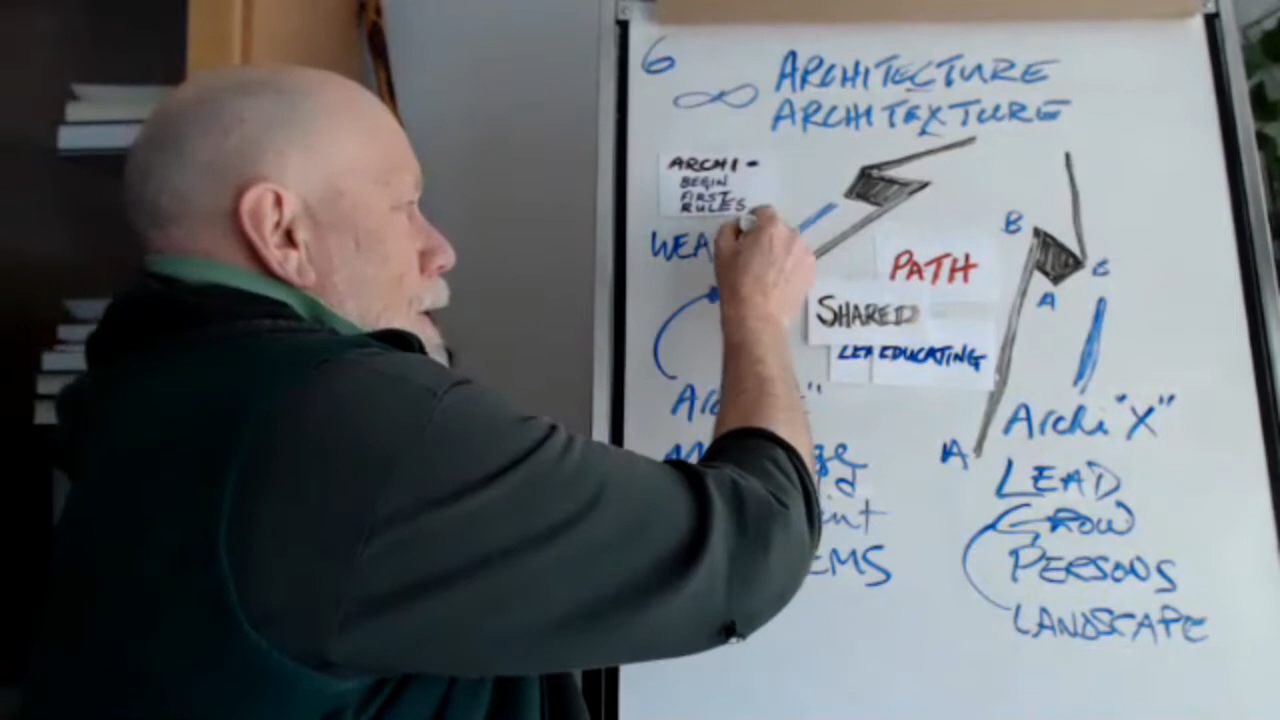 6
∞ ARCHITECTURE
ARCHITEXTURE
ARCHI-
BEGIN
FIRST
RULES
PATH
SHARED
EDUCATING
B
C
A
A
Archi "X"
LEAD
GROW
PERSONS
LANDSCAPE